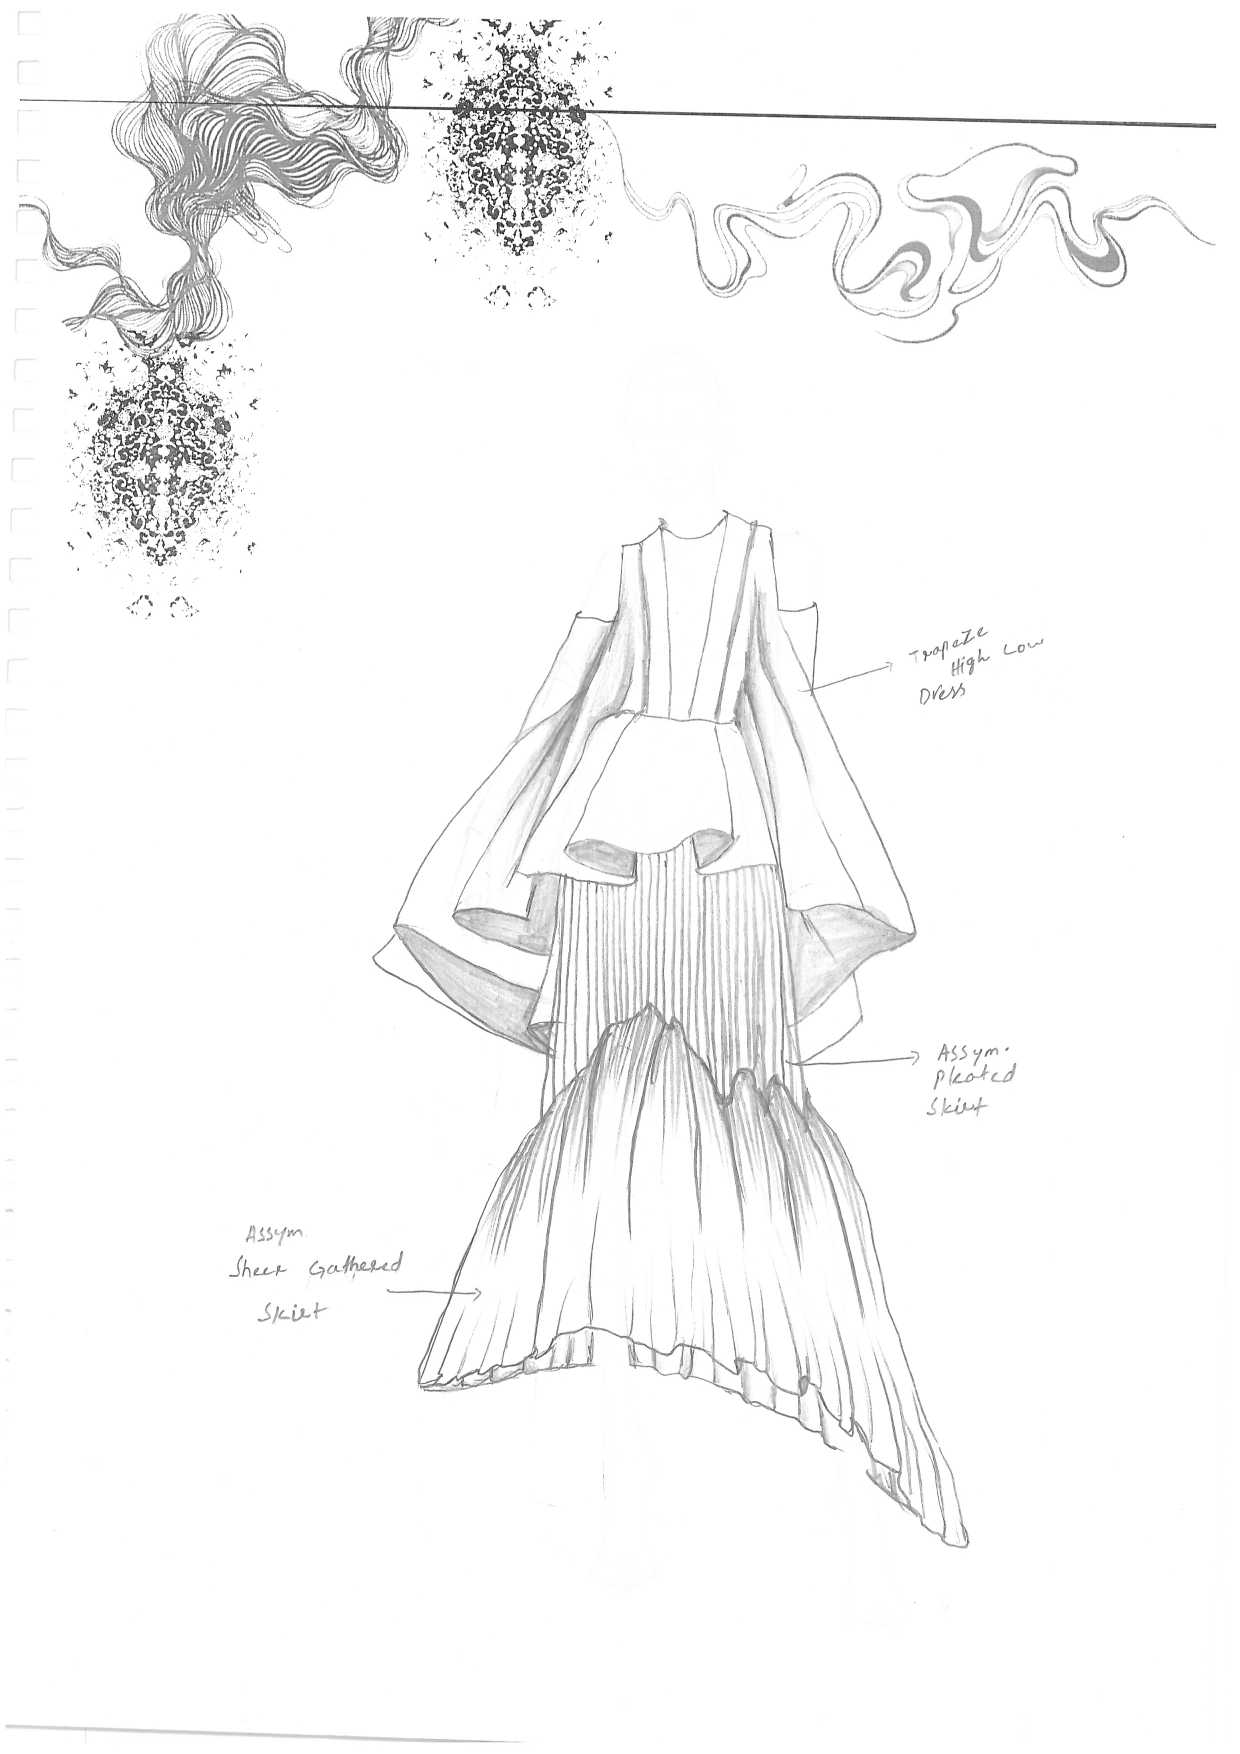 TrapeZe
High Low
Dress
Assym.
pleated
Skirt
Assym
Sheer Gathered
Skirt